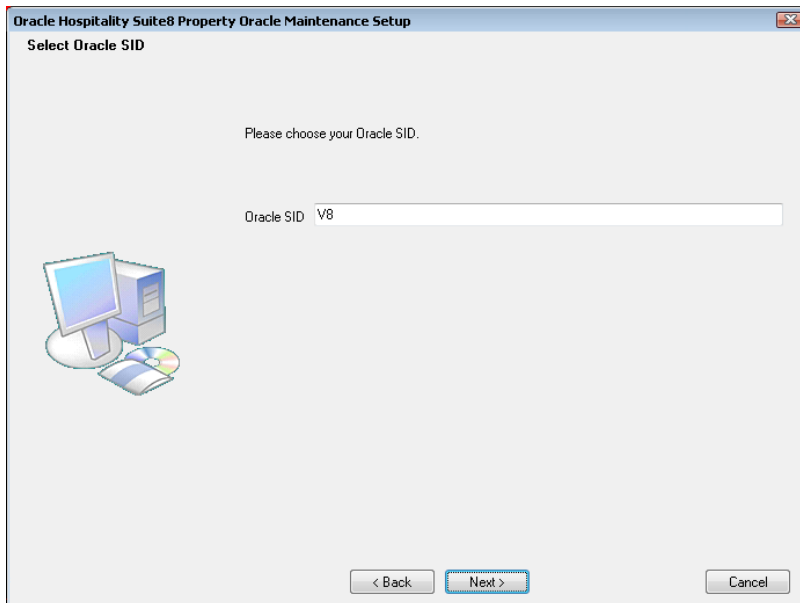 Oracle Hospitality Suite8 Property Oracle Maintenance Setup
Select Oracle SID
Please choose your Oracle SID.
Oracle SID V8
< Back Next > Cancel